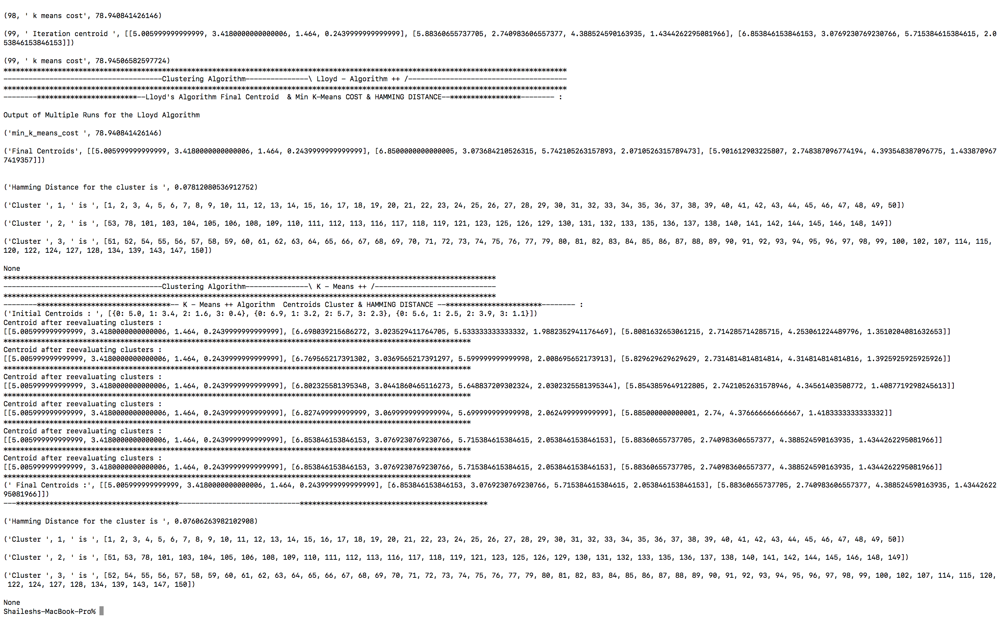 (98, ' k means cost', 78.940841426146)
(99, ' Iteration centroid ', [[5.005999999999999, 3.4180000000000006, 1.464, 0.2439999999999999], [5.88360655737705, 2.740983606557377, 4.388524590163935, 1.4344262295081966], [6.853846153846153, 3.0769230769230766, 5.715384615384615, 2.0
53846153846153]])
(99, ' k means cost', 78.94506582597724)
***************************************************************************************************************************************
--------------------------------------Clustering Algorithm---------------\ Lloyd - Algorithm ++ /--------------------------------------
***************************************************************************************************************************************
--------************************--Lloyd's Algorithm Final Centroid  & Min K-Means COST & HAMMING DISTANCE--*****************-------- :
Output of Multiple Runs for the Lloyd Algorithm
('min_k_means_cost ', 78.940841426146)
('Final Centroids', [[5.005999999999999, 3.4180000000000006, 1.464, 0.2439999999999999], [6.8500000000000005, 3.073684210526315, 5.742105263157893, 2.0710526315789473], [5.901612903225807, 2.748387096774194, 4.393548387096775, 1.433870967
7419357]])
('Hamming Distance for the cluster is ', 0.07812080536912752)
('Cluster ', 1, ' is ', [1, 2, 3, 4, 5, 6, 7, 8, 9, 10, 11, 12, 13, 14, 15, 16, 17, 18, 19, 20, 21, 22, 23, 24, 25, 26, 27, 28, 29, 30, 31, 32, 33, 34, 35, 36, 37, 38, 39, 40, 41, 42, 43, 44, 45, 46, 47, 48, 49, 50])
('Cluster ', 2, ' is ', [53, 78, 101, 103, 104, 105, 106, 108, 109, 110, 111, 112, 113, 116, 117, 118, 119, 121, 123, 125, 126, 129, 130, 131, 132, 133, 135, 136, 137, 138, 140, 141, 142, 144, 145, 146, 148, 149])
('Cluster ', 3, ' is ', [51, 52, 54, 55, 56, 57, 58, 59, 60, 61, 62, 63, 64, 65, 66, 67, 68, 69, 70, 71, 72, 73, 74, 75, 76, 77, 79, 80, 81, 82, 83, 84, 85, 86, 87, 88, 89, 90, 91, 92, 93, 94, 95, 96, 97, 98, 99, 100, 102, 107, 114, 115,
120, 122, 124, 127, 128, 134, 139, 143, 147, 150])
None
**********************************************************************************************************************
--------------------------------------Clustering Algorithm---------------\ K - Means ++ /-----------------------------
**********************************************************************************************************************
--------********************************-- K - Means ++ Algorithm  Centroids Cluster & HAMMING DISTANCE --***********************-------- :
('Initial Centroids : ', [{0: 5.0, 1: 3.4, 2: 1.6, 3: 0.4}, {0: 6.9, 1: 3.2, 2: 5.7, 3: 2.3}, {0: 5.6, 1: 2.5, 2: 3.9, 3: 1.1}])
Centroid after reevaluating clusters :
[[5.005999999999999, 3.4180000000000006, 1.464, 0.2439999999999999], [6.698039215686272, 3.023529411764705, 5.533333333333332, 1.9882352941176469], [5.8081632653061215, 2.714285714285715, 4.253061224489796, 1.3510204081632653]]
****************************************************************************************************************
Centroid after reevaluating clusters :
[[5.005999999999999, 3.4180000000000006, 1.464, 0.2439999999999999], [6.769565217391302, 3.0369565217391297, 5.599999999999998, 2.008695652173913], [5.829629629629629, 2.7314814814814814, 4.314814814814816, 1.3925925925925926]]
****************************************************************************************************************
Centroid after reevaluating clusters :
[[5.005999999999999, 3.4180000000000006, 1.464, 0.2439999999999999], [6.802325581395348, 3.0441860465116273, 5.648837209302324, 2.0302325581395344], [5.8543859649122805, 2.7421052631578946, 4.34561403508772, 1.4087719298245613]]
****************************************************************************************************************
Centroid after reevaluating clusters :
[[5.005999999999999, 3.4180000000000006, 1.464, 0.2439999999999999], [6.827499999999999, 3.0699999999999994, 5.699999999999998, 2.062499999999999], [5.885000000000001, 2.74, 4.376666666666667, 1.4183333333333332]]
****************************************************************************************************************
Centroid after reevaluating clusters :
[[5.005999999999999, 3.4180000000000006, 1.464, 0.2439999999999999], [6.853846153846153, 3.0769230769230766, 5.715384615384615, 2.053846153846153], [5.88360655737705, 2.740983606557377, 4.388524590163935, 1.4344262295081966]]
****************************************************************************************************************
Centroid after reevaluating clusters :
[[5.005999999999999, 3.4180000000000006, 1.464, 0.2439999999999999], [6.853846153846153, 3.0769230769230766, 5.715384615384615, 2.053846153846153], [5.88360655737705, 2.740983606557377, 4.388524590163935, 1.4344262295081966]]
****************************************************************************************************************
(' Final Centroids :', [[5.005999999999999, 3.4180000000000006, 1.464, 0.2439999999999999], [6.853846153846153, 3.0769230769230766, 5.715384615384615, 2.053846153846153], [5.88360655737705, 2.740983606557377, 4.388524590163935, 1.43442622
95081966]])
---***************************************-----------------------------*********************************************
('Hamming Distance for the cluster is ', 0.07606263982102908)
('Cluster ', 1, ' is ', [1, 2, 3, 4, 5, 6, 7, 8, 9, 10, 11, 12, 13, 14, 15, 16, 17, 18, 19, 20, 21, 22, 23, 24, 25, 26, 27, 28, 29, 30, 31, 32, 33, 34, 35, 36, 37, 38, 39, 40, 41, 42, 43, 44, 45, 46, 47, 48, 49, 50])
('Cluster ', 2, ' is ', [51, 53, 78, 101, 103, 104, 105, 106, 108, 109, 110, 111, 112, 113, 116, 117, 118, 119, 121, 123, 125, 126, 129, 130, 131, 132, 133, 135, 136, 137, 138, 140, 141, 142, 144, 145, 146, 148, 149])
('Cluster ', 3, ' is ', [52, 54, 55, 56, 57, 58, 59, 60, 61, 62, 63, 64, 65, 66, 67, 68, 69, 70, 71, 72, 73, 74, 75, 76, 77, 79, 80, 81, 82, 83, 84, 85, 86, 87, 88, 89, 90, 91, 92, 93, 94, 95, 96, 97, 98, 99, 100, 102, 107, 114, 115, 120,
 122, 124, 127, 128, 134, 139, 143, 147, 150])
None
Shaileshs-MacBook-Pro%